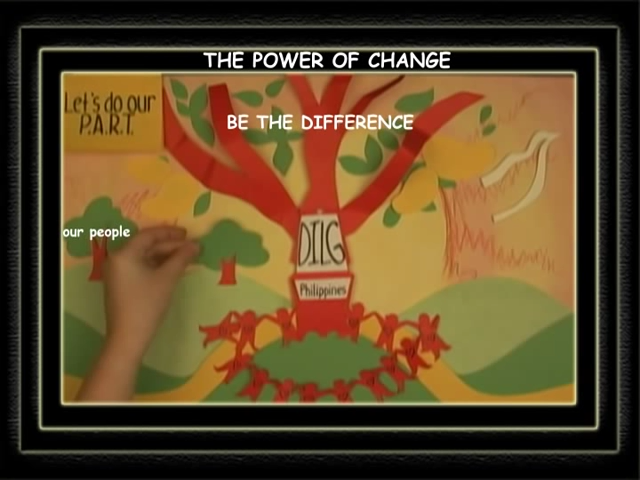 THE POWER OF CHANGE
Let's do our
P.A.R.T.
BE THE DIFFERENCE
our people
DILG
Philippines